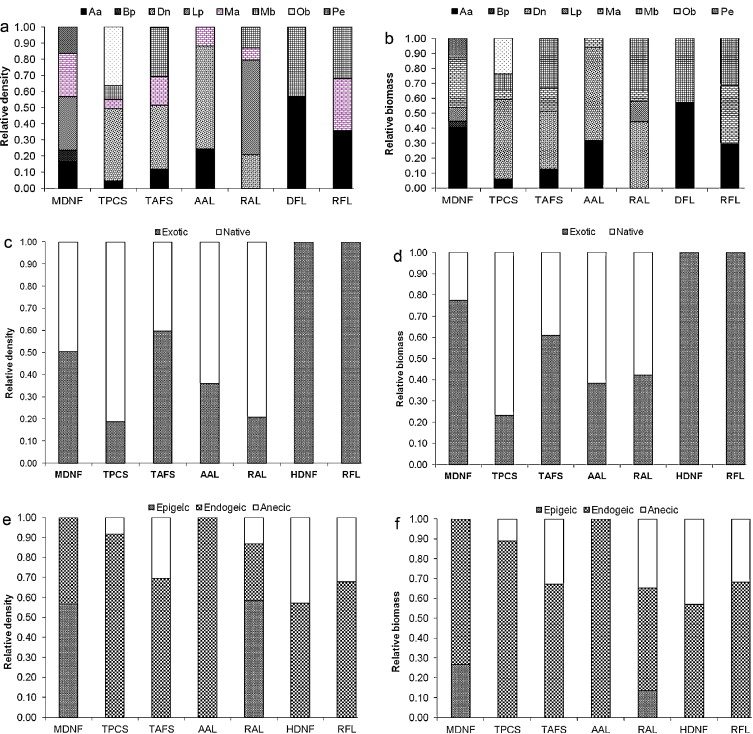 a
Aa Bp Dn Lp Ma Mb Ob Pe
Relative density
1.00
0.90
0.80
0.70
0.60
0.50
0.40
0.30
0.20
0.10
0.00
MDNF TPCS TAFS AAL RAL DFL RFL
b
Aa Bp Dn Lp Ma Mb Ob Pe
Relative biomass
1.00
0.90
0.80
0.70
0.60
0.50
0.40
0.30
0.20
0.10
0.00
MDNF TPCS TAFS AAL RAL DFL RFL
c
Exotic Native
Relative density
1.00
0.90
0.80
0.70
0.60
0.50
0.40
0.30
0.20
0.10
0.00
MDNF TPCS TAFS AAL RAL HDNF RFL
d
Exotic Native
Relative biomass
1.00
0.90
0.80
0.70
0.60
0.50
0.40
0.30
0.20
0.10
0.00
MDNF TPCS TAFS AAL RAL HDNF RFL
e
Epigeic Endogeic Anecic
Relative density
1.00
0.90
0.80
0.70
0.60
0.50
0.40
0.30
0.20
0.10
0.00
MDNF TPCS TAFS AAL RAL HDNF RFL
f
Epigeic Endogeic Anecic
Relative biomass
1.00
0.90
0.80
0.70
0.60
0.50
0.40
0.30
0.20
0.10
0.00
MDNF TPCS TAFS AAL RAL HDNF RFL